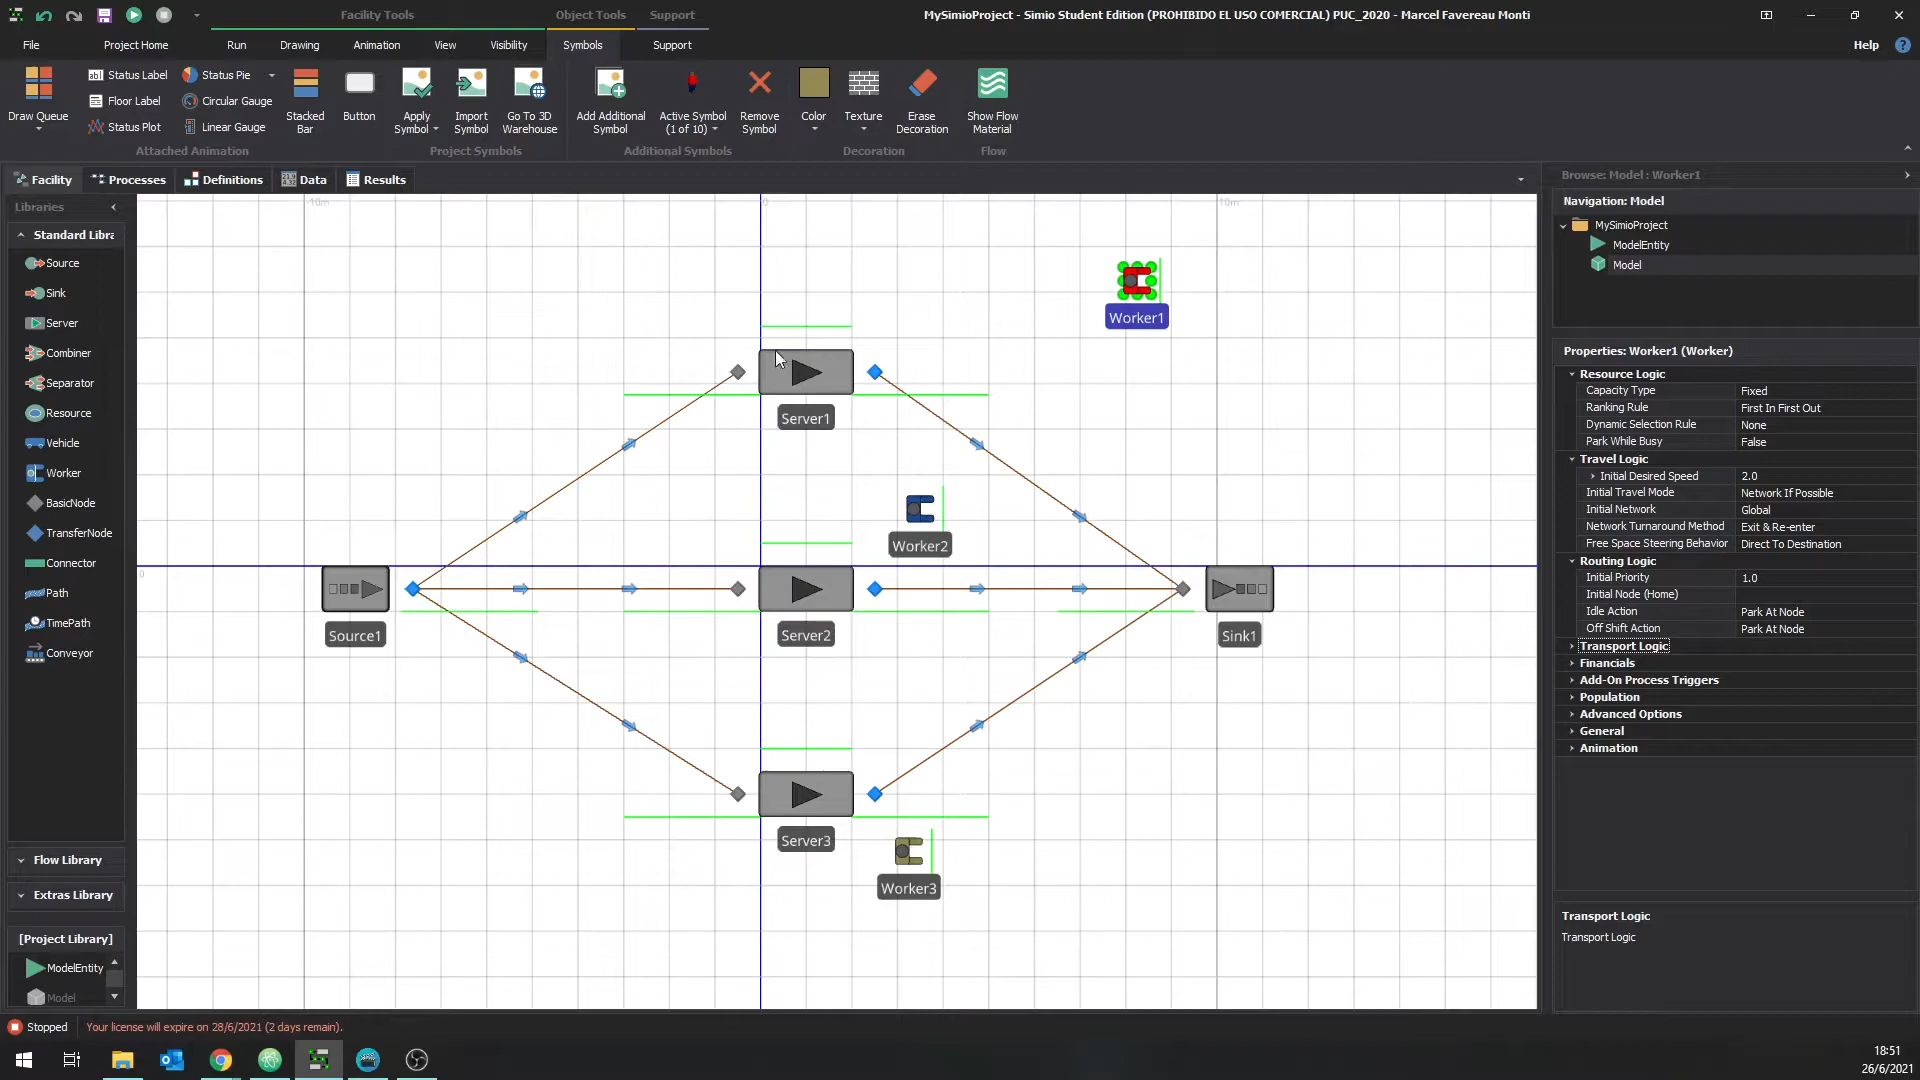 Facility Tools
Object Tools
Support
MySimioProject - Simio Student Edition (PROHIBIDO EL USO COMERCIAL) PUC_2020 - Marcel Favereau Monti
File
Project Home
Run
Drawing
Animation
View
Visibility
Symbols
Support
Help
Draw Queue
Status Label
Floor Label
Status Plot
Status Pie
Circular Gauge
Linear Gauge
Stacked
Bar
Button
Apply
Symbol
Import
Symbol
Go To 3D
Warehouse
Add Additional
Symbol
Active Symbol
(1 of 10)
Remove
Symbol
Color
Texture
Erase
Decoration
Show Flow
Material
Attached Animation
Project Symbols
Additional Symbols
Decoration
Flow
Facility
Processes
Definitions
Data
Results
Libraries
Standard Libra
Source
Sink
Server
Combiner
Separator
Resource
Vehicle
Worker
BasicNode
TransferNode
Connector
Path
TimePath
Conveyor
Flow Library
Extras Library
[Project Library]
ModelEntity
Model
10m
0
10m
0
Worker1
Server1
Worker2
Source1
Server2
Sink1
Server3
Worker3
Browse: Model : Worker1
Navigation: Model
MySimioProject
ModelEntity
Model
Properties: Worker1 (Worker)
Resource Logic
Capacity Type Fixed
Ranking Rule First In First Out
Dynamic Selection Rule None
Park While Busy False
Travel Logic
Initial Desired Speed 2.0
Initial Travel Mode Network If Possible
Initial Network Global
Network Turnaround Method Exit & Re-enter
Free Space Steering Behavior Direct To Destination
Routing Logic
Initial Priority 1.0
Initial Node (Home)
Idle Action Park At Node
Off Shift Action Park At Node
Transport Logic
Financials
Add-On Process Triggers
Population
Advanced Options
General
Animation
Transport Logic
Transport Logic
Stopped
Your license will expire on 28/6/2021 (2 days remain).
18:51
26/6/2021